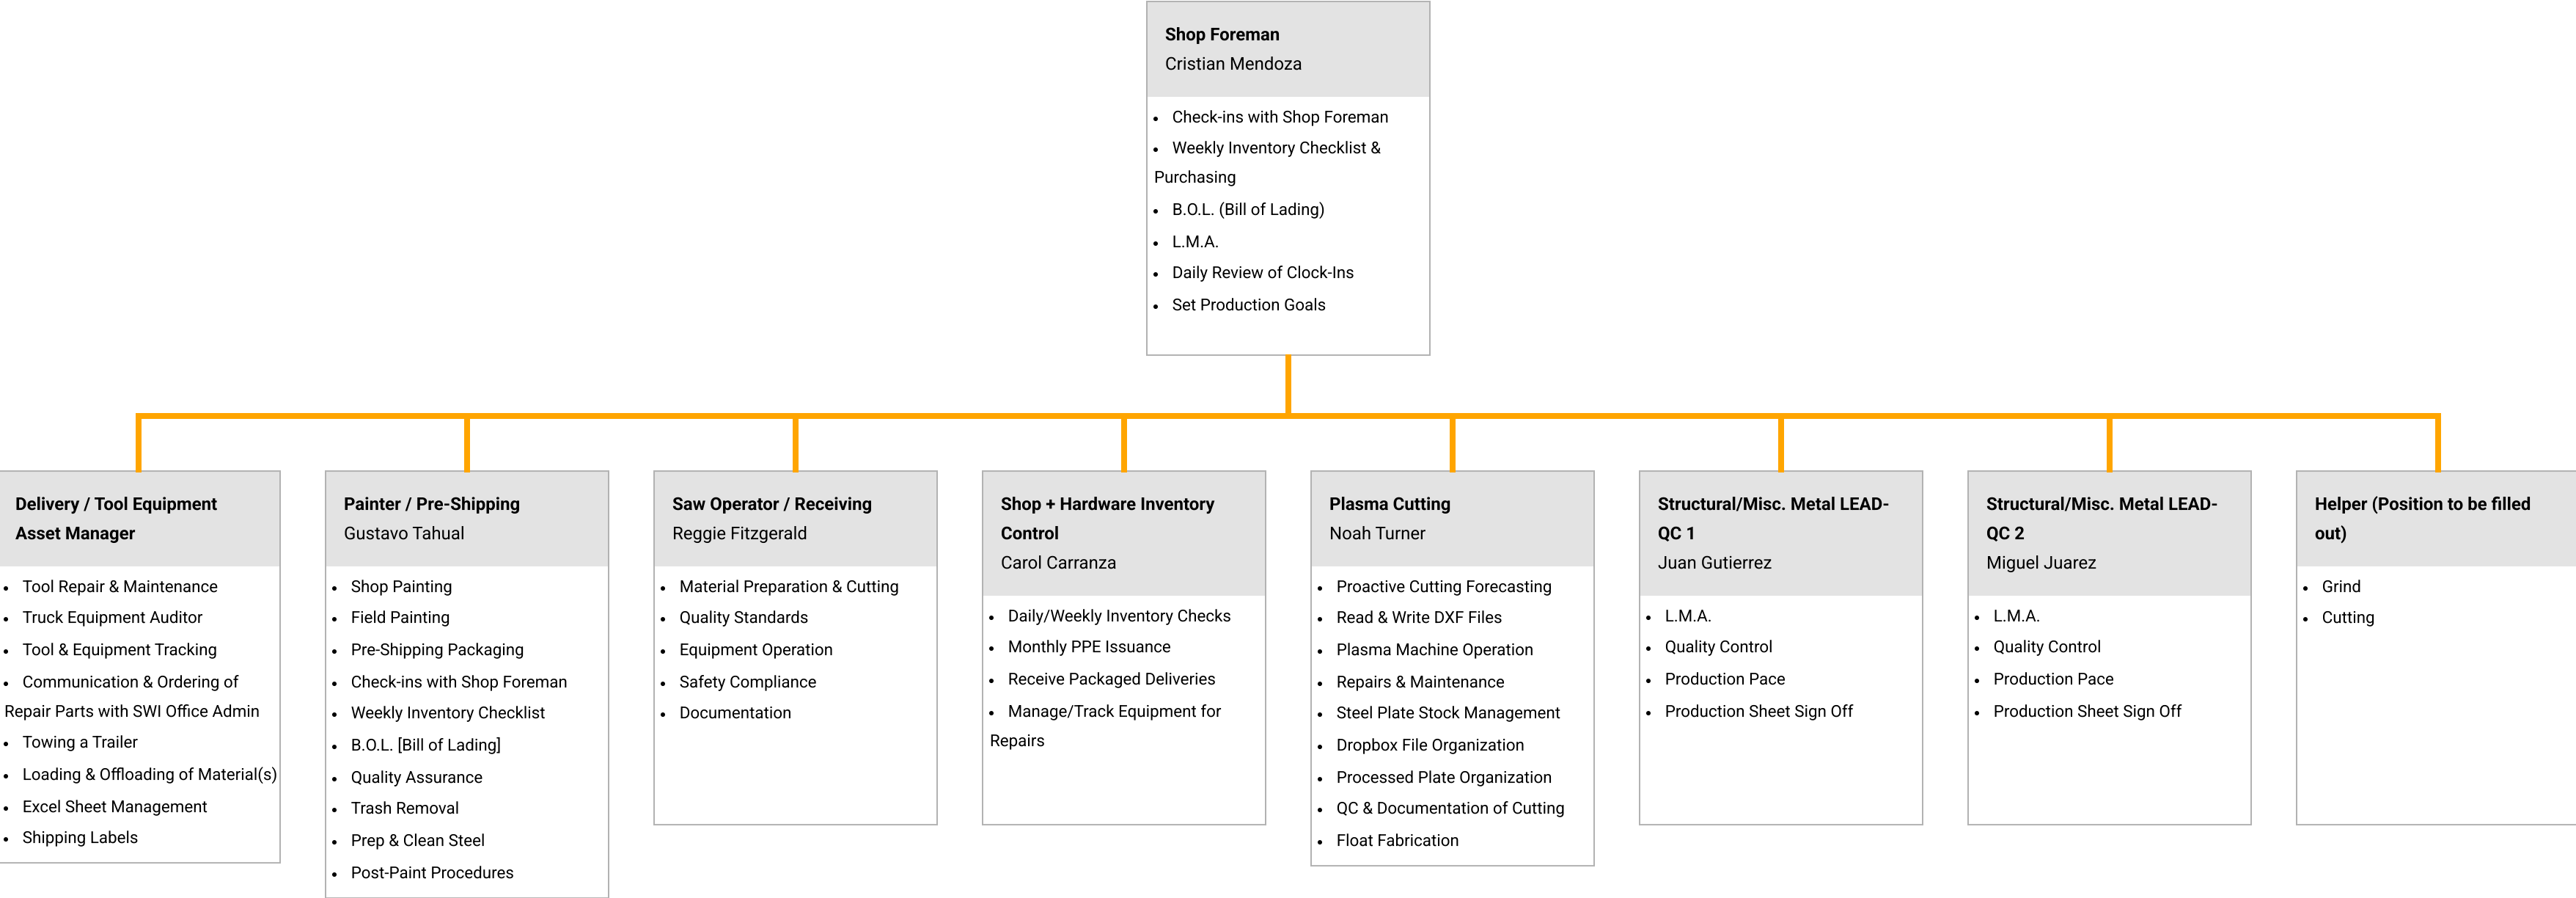 Shop Foreman
Cristian Mendoza
• Check-ins with Shop Foreman
• Weekly Inventory Checklist &
Purchasing
• B.O.L. (Bill of Lading)
• L.M.A.
• Daily Review of Clock-Ins
• Set Production Goals
Delivery / Tool Equipment
Asset Manager
• Tool Repair & Maintenance
• Truck Equipment Auditor
• Tool & Equipment Tracking
• Communication & Ordering of
Repair Parts with SWI Office Admin
• Towing a Trailer
• Loading & Offloading of Material(s)
• Excel Sheet Management
• Shipping Labels
Painter / Pre-Shipping
Gustavo Tahual
• Shop Painting
• Field Painting
• Pre-Shipping Packaging
• Check-ins with Shop Foreman
• Weekly Inventory Checklist
• B.O.L. [Bill of Lading]
• Quality Assurance
• Trash Removal
• Prep & Clean Steel
• Post-Paint Procedures
Saw Operator / Receiving
Reggie Fitzgerald
• Material Preparation & Cutting
• Quality Standards
• Equipment Operation
• Safety Compliance
• Documentation
Shop + Hardware Inventory
Control
Carol Carranza
• Daily/Weekly Inventory Checks
• Monthly PPE Issuance
• Receive Packaged Deliveries
• Manage/Track Equipment for
Repairs
Plasma Cutting
Noah Turner
• Proactive Cutting Forecasting
• Read & Write DXF Files
• Plasma Machine Operation
• Repairs & Maintenance
• Steel Plate Stock Management
• Dropbox File Organization
• Processed Plate Organization
• QC & Documentation of Cutting
• Float Fabrication
Structural/Misc. Metal LEAD-
QC 1
Juan Gutierrez
• L.M.A.
• Quality Control
• Production Pace
• Production Sheet Sign Off
Structural/Misc. Metal LEAD-
QC 2
Miguel Juarez
• L.M.A.
• Quality Control
• Production Pace
• Production Sheet Sign Off
Helper (Position to be filled
out)
• Grind
• Cutting